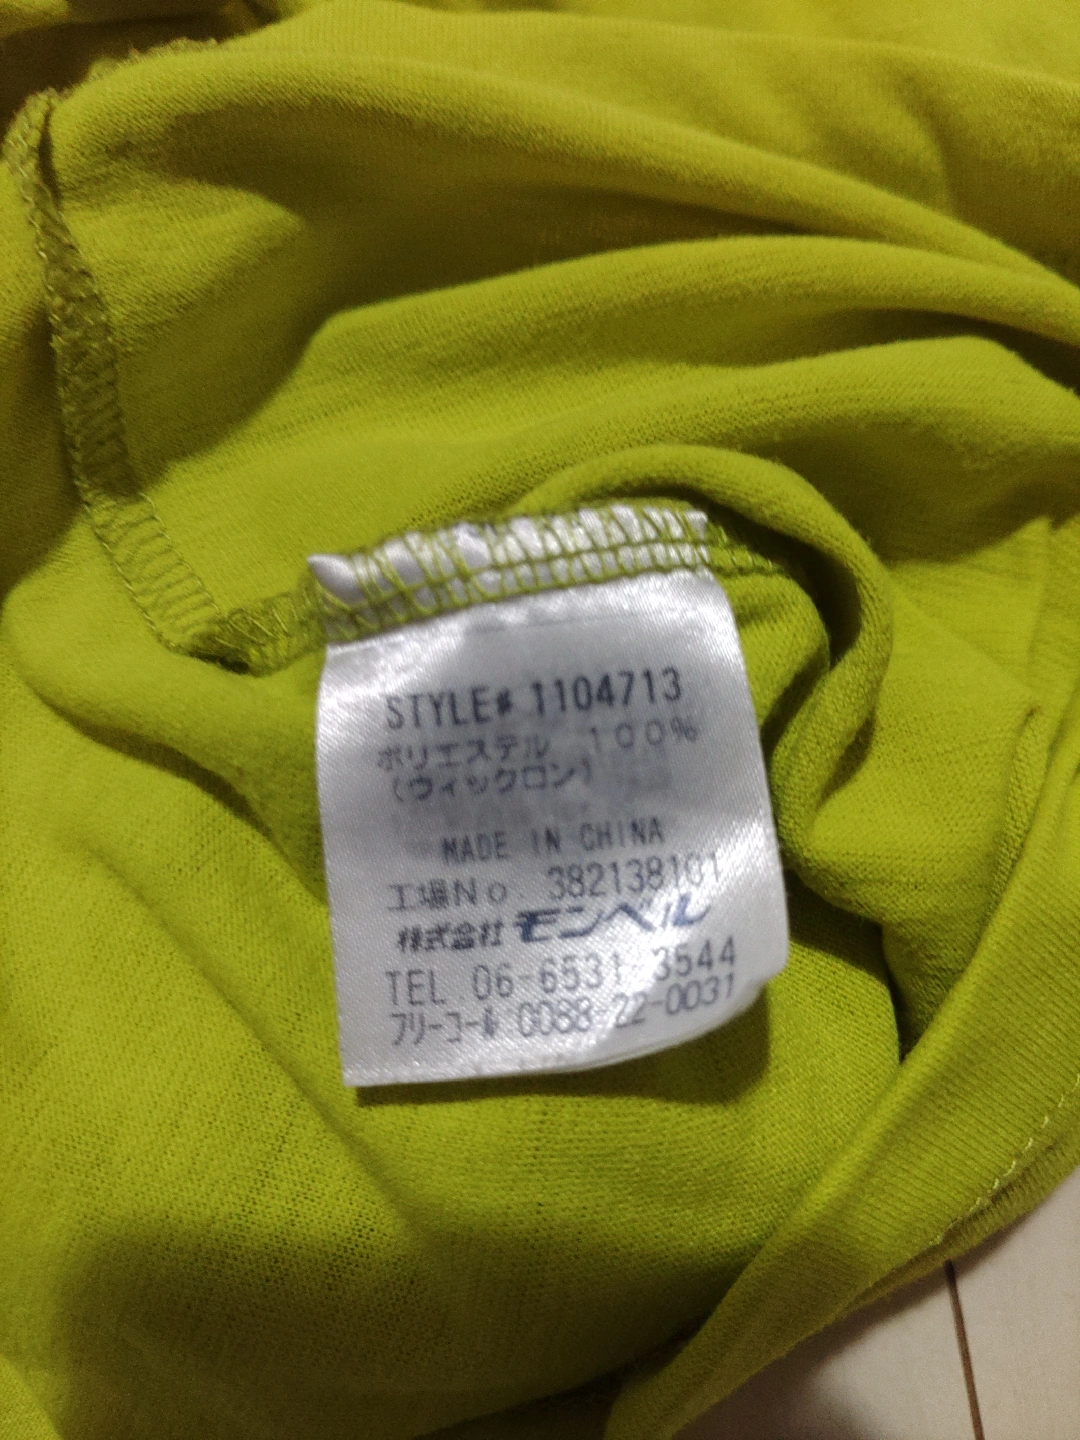 STYLE# 1104713
ポリエステル 100%
(ウィックロン)
MADE IN CHINA
工場No. 382138101
株式会社 モンベル
TEL 06-6531-3544
フリーコール 0088-22-0031